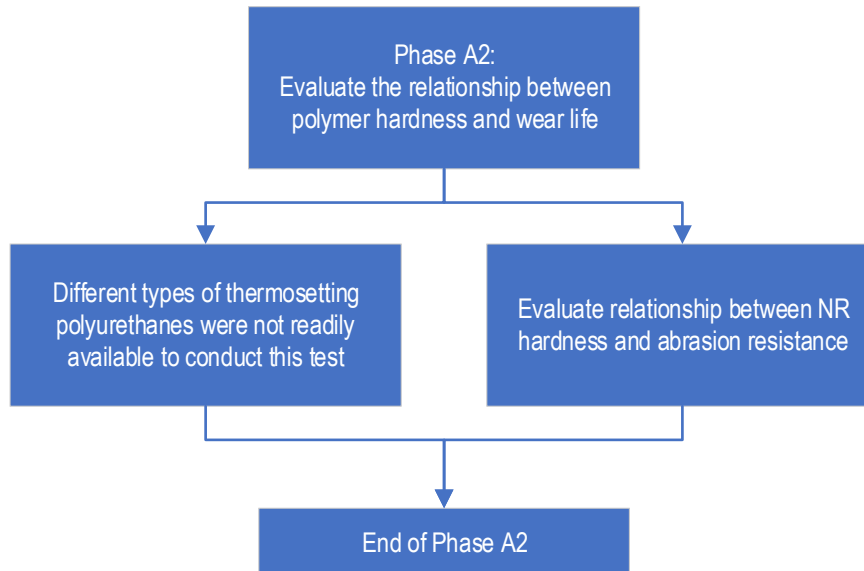 Phase A2:
Evaluate the relationship between
polymer hardness and wear life
Different types of thermosetting
polyurethanes were not readily
available to conduct this test
Evaluate relationship between NR
hardness and abrasion resistance
End of Phase A2